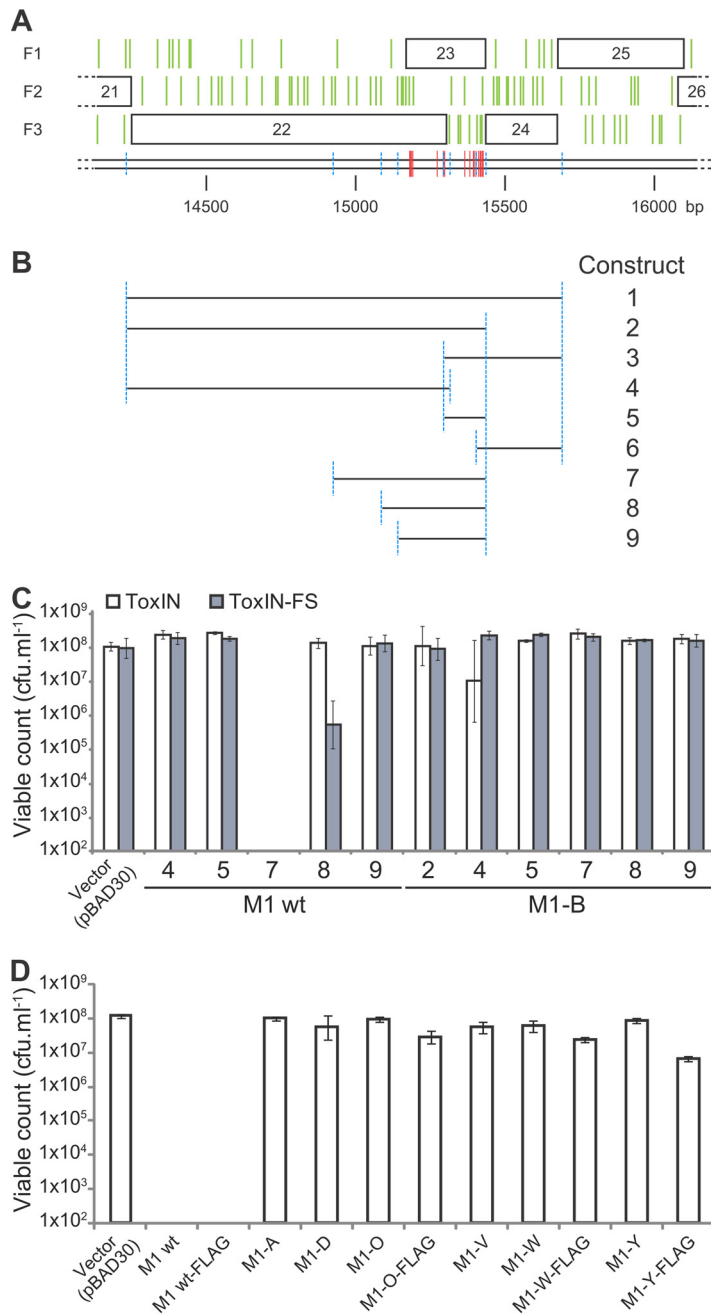 A
F1
23
25
F2
21
26
F3
22
24
14500
15000
15500
16000 bp
B
Construct
1
2
3
4
5
6
7
8
9
C
ToxIN
ToxIN-FS
Viable count (cfu.ml-1)
1x10⁹
1x10⁸
1x10⁷
1x10⁶
1x10⁵
1x10⁴
1x10³
1x10²
Vector
(pBAD30)
4 5 7 8 9
2 4 5 7 8 9
M1 wt
M1-B
D
Viable count (cfu.ml-1)
1x10⁹
1x10⁸
1x10⁷
1x10⁶
1x10⁵
1x10⁴
1x10³
1x10²
Vector
(pBAD30)
M1 wt
M1 wt-FLAG
M1-A
M1-D
M1-O
M1-O-FLAG
M1-V
M1-W
M1-W-FLAG
M1-Y
M1-Y-FLAG